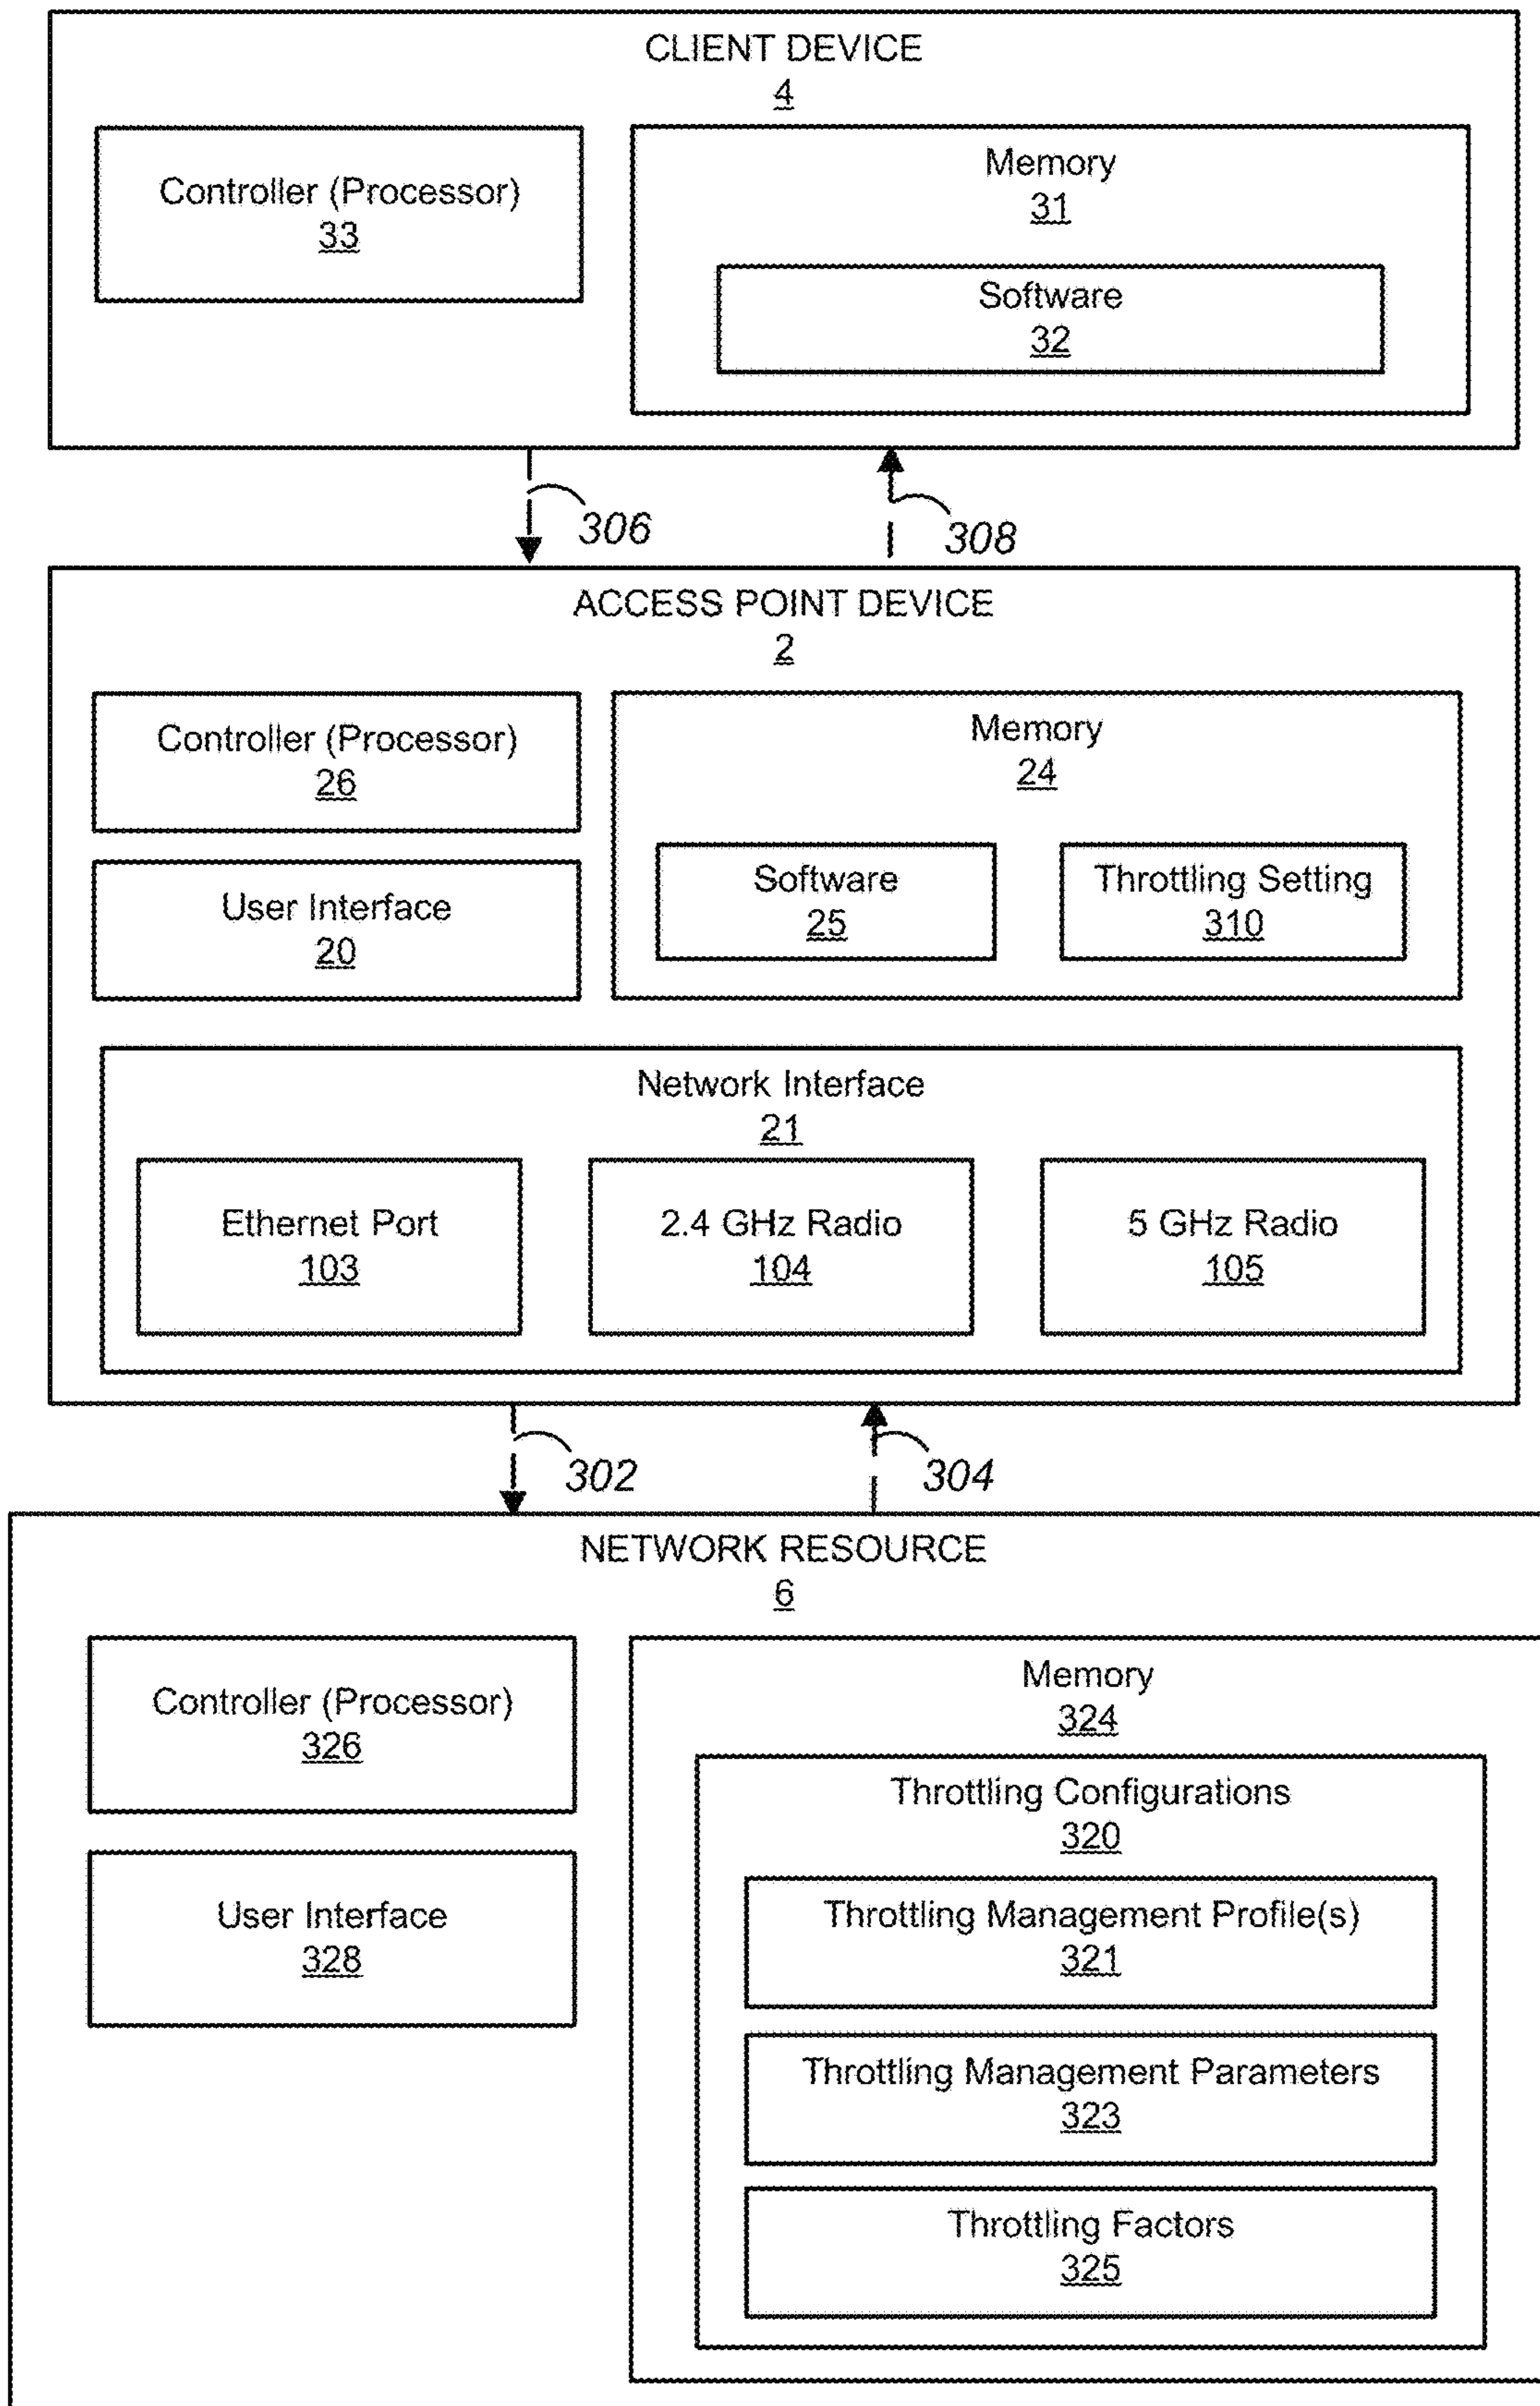 CLIENT DEVICE
4
Controller (Processor)
33
Memory
31
Software
32
306
308
ACCESS POINT DEVICE
2
Controller (Processor)
26
User Interface
20
Memory
24
Software
25
Throttling Setting
310
Network Interface
21
Ethernet Port
103
2.4 GHz Radio
104
5 GHz Radio
105
302
304
NETWORK RESOURCE
6
Controller (Processor)
326
User Interface
328
Memory
324
Throttling Configurations
320
Throttling Management Profile(s)
321
Throttling Management Parameters
323
Throttling Factors
325